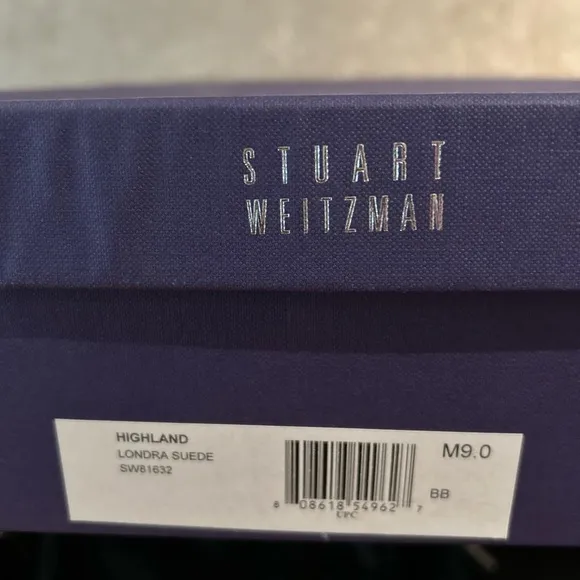 STUART
WEITZMAN
HIGHLAND
LONDRA SUEDE
SW81632
M9.0
BB
8 08618 54962 7
UPC